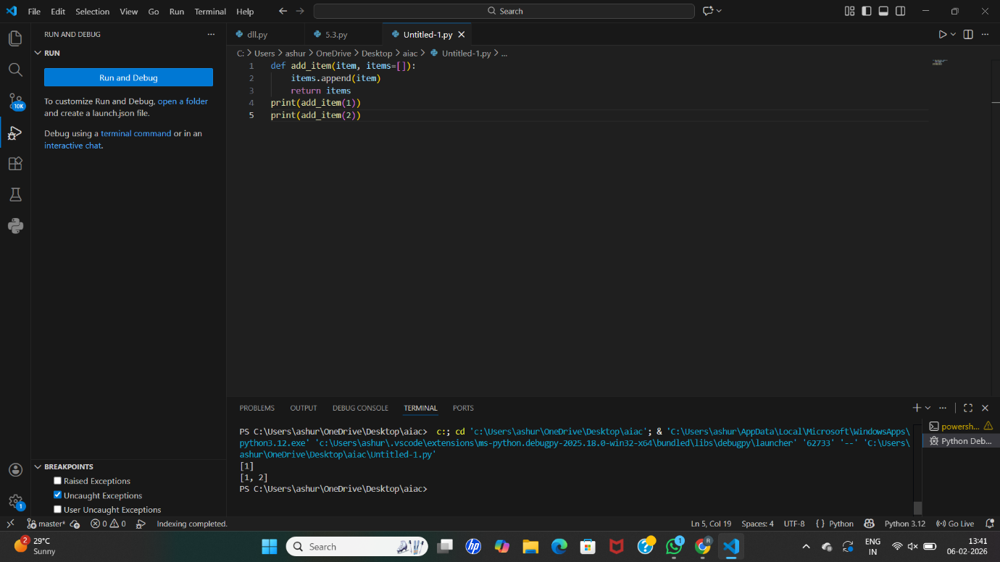 File Edit Selection View Go Run Terminal Help
Search
RUN AND DEBUG
RUN
Run and Debug
To customize Run and Debug, open a folder
and create a launch.json file.
Debug using a terminal command or in an
interactive chat.
10K
1
dll.py
5.3.py
Untitled-1.py
C: > Users > ashur > OneDrive > Desktop > aiac > Untitled-1.py > ...
1 def add_item(item, items=[]):
2 items.append(item)
3 return items
4 print(add_item(1))
5 print(add_item(2))
PROBLEMS OUTPUT DEBUG CONSOLE TERMINAL PORTS
PS C:\Users\ashur\OneDrive\Desktop\aiac> c:; cd 'c:\Users\ashur\OneDrive\Desktop\aiac'; & 'C:\Users\ashur\AppData\Local\Microsoft\WindowsApps\
python3.12.exe' 'c:\Users\ashur\.vscode\extensions\ms-python.debugpy-2025.18.0-win32-x64\bundled\libs\debugpy\launcher' '62733' '--' 'C:\Users\
ashur\OneDrive\Desktop\aiac\Untitled-1.py'
[1]
[1, 2]
PS C:\Users\ashur\OneDrive\Desktop\aiac>
powersh...
Python Deb...
BREAKPOINTS
Raised Exceptions
Uncaught Exceptions
User Uncaught Exceptions
master* 0 0 Indexing completed.
Ln 5, Col 19 Spaces: 4 UTF-8 { } Python Python 3.12 Go Live
2
29°C
Sunny
Search
hp
1
R
ENG
IN
13:41
06-02-2026